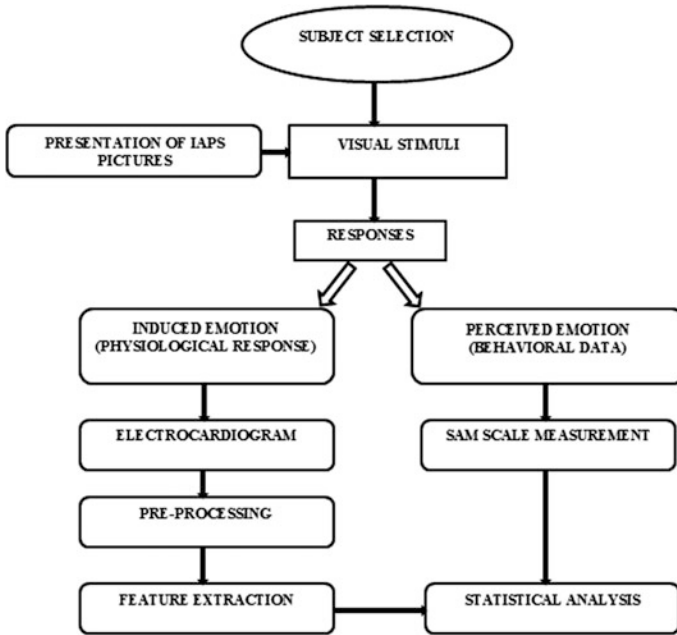 SUBJECT SELECTION
PRESENTATION OF IAPS
PICTURES
VISUAL STIMULI
RESPONSES
INDUCED EMOTION
(PHYSIOLOGICAL RESPONSE)
PERCEIVED EMOTION
(BEHAVIORAL DATA)
ELECTROCARDIOGRAM
SAM SCALE MEASUREMENT
PRE-PROCESSING
FEATURE EXTRACTION
STATISTICAL ANALYSIS